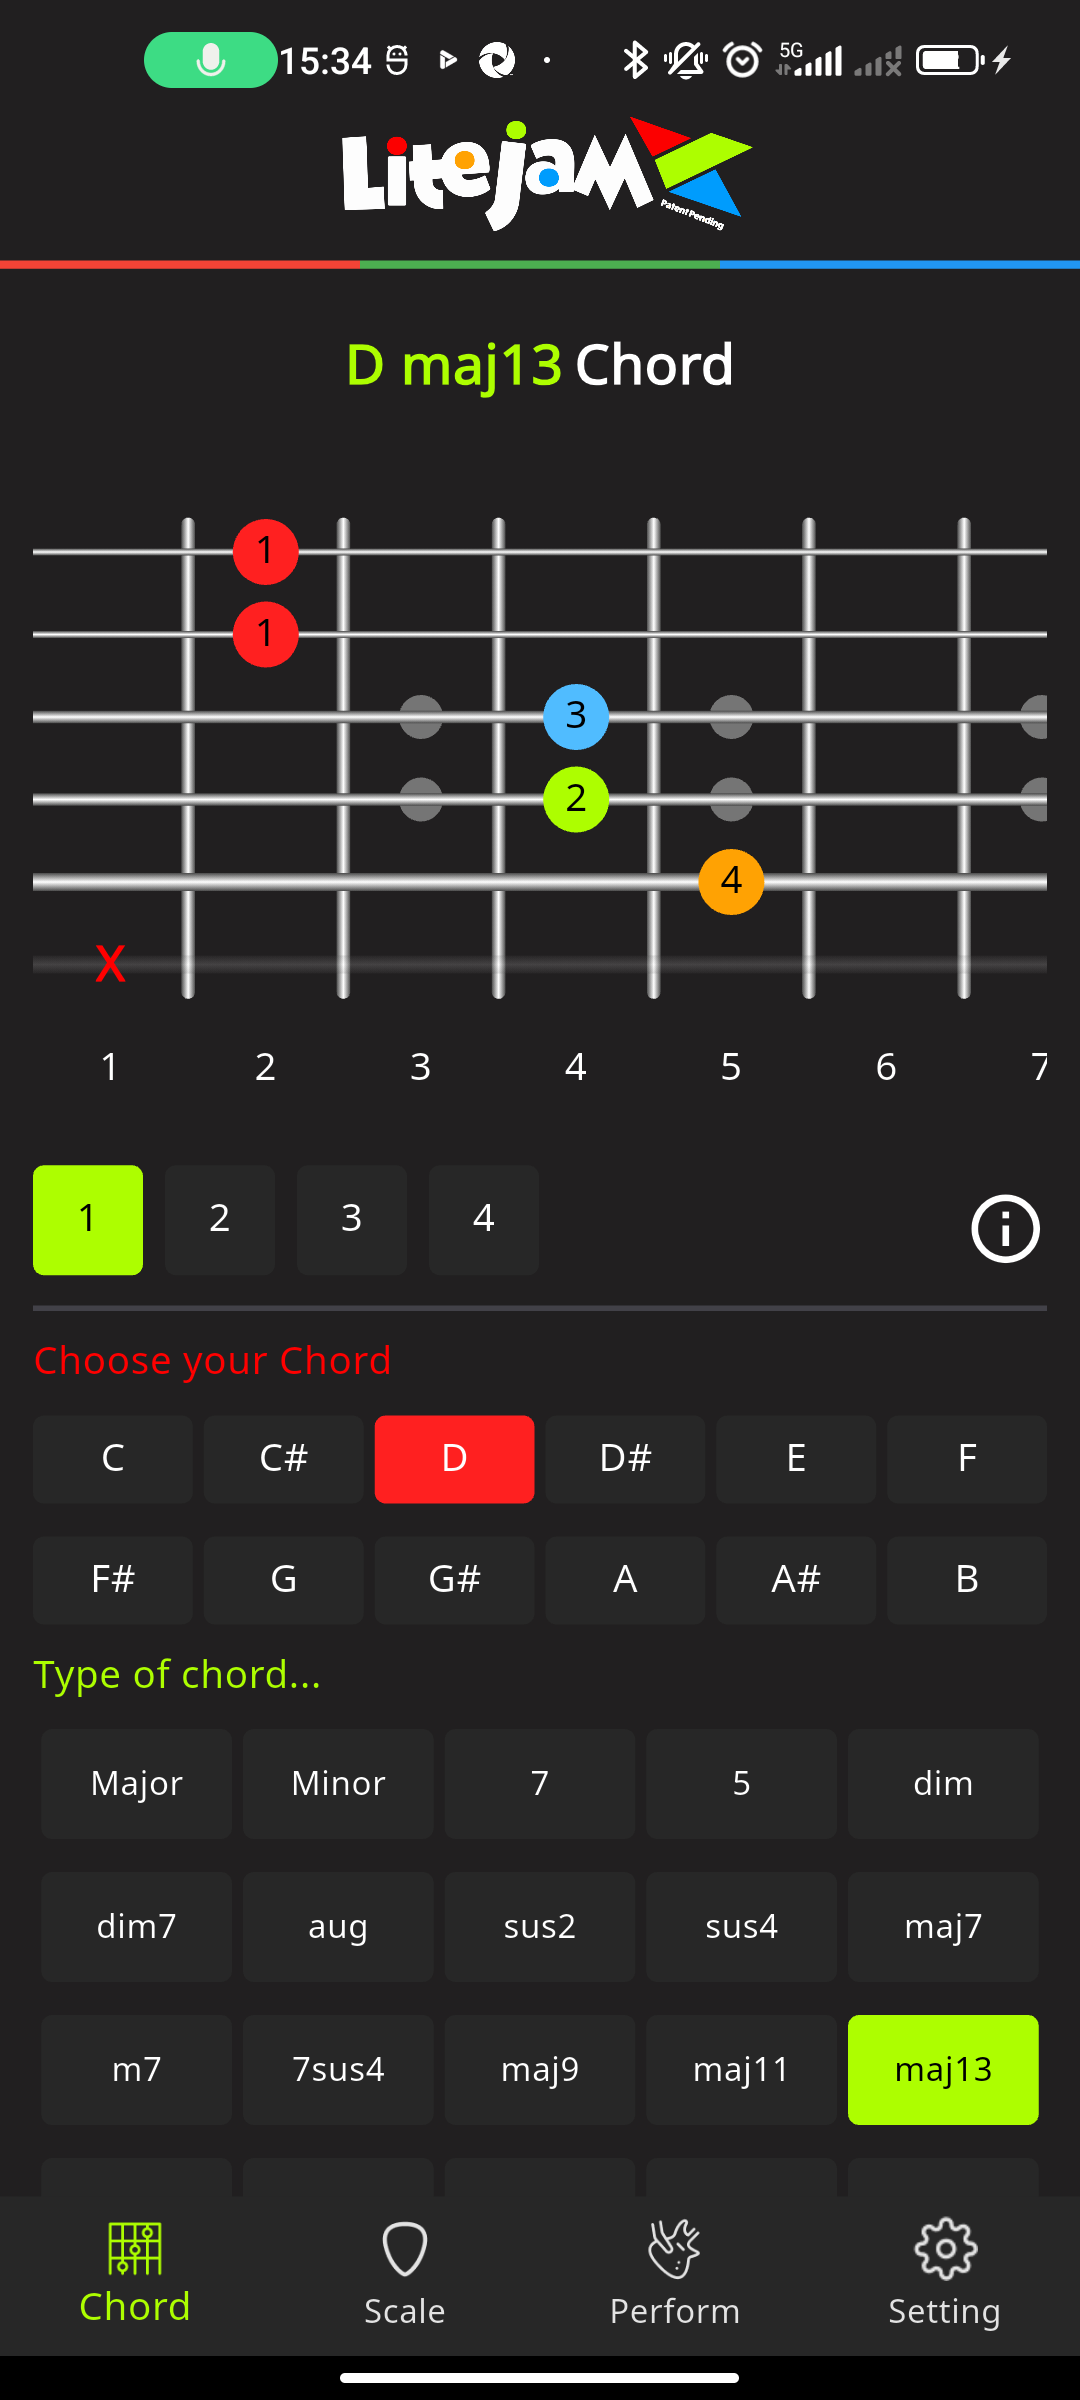 15:34 5G
LitejaM
Patent Pending
D maj13 Chord
1
1
3
2
4
X
1 2 3 4 5 6 7
1 2 3 4
Choose your Chord
C C# D D# E F
F# G G# A A# B
Type of chord...
Major Minor 7 5 dim
dim7 aug sus2 sus4 maj7
m7 7sus4 maj9 maj11 maj13
Chord Scale Perform Setting